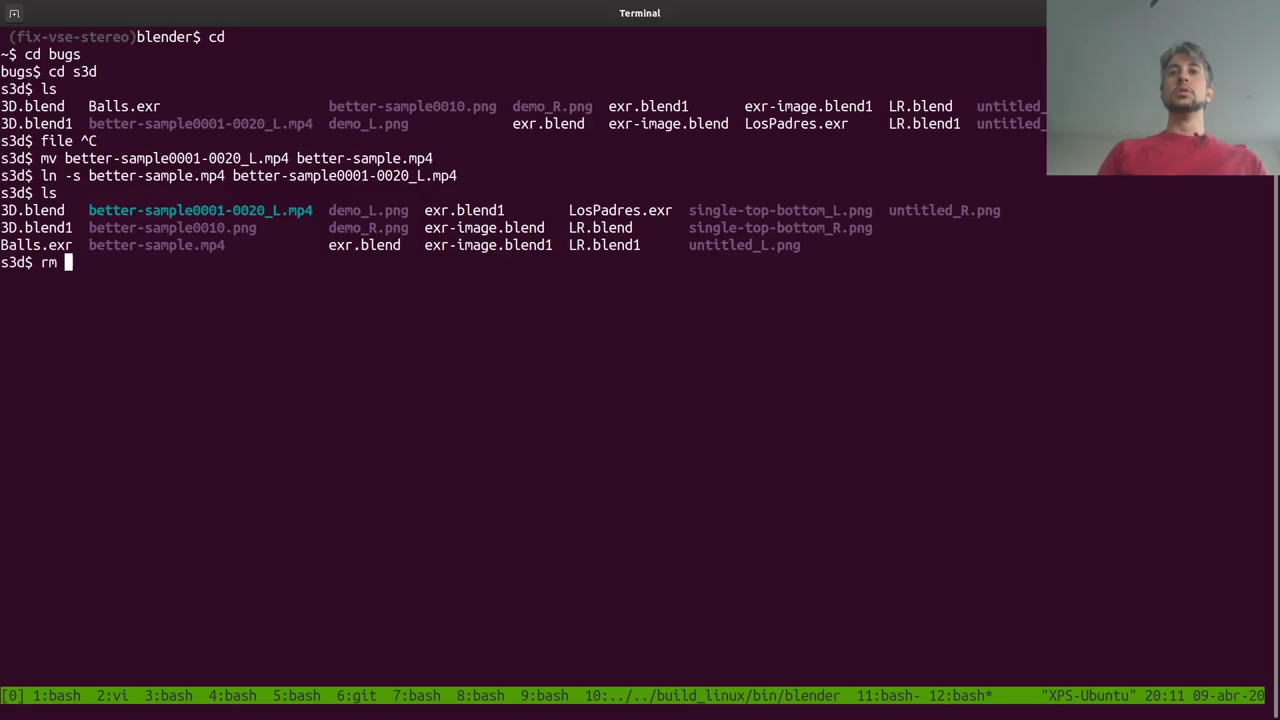 Terminal
(fix-vse-stereo)blender$ cd
~$ cd bugs
bugs$ cd s3d
s3d$ ls
3D.blend Balls.exr better-sample0010.png demo_R.png exr.blend1 exr-image.blend1 LR.blend untitled_
3D.blend1 better-sample0001-0020_L.mp4 demo_L.png exr.blend exr-image.blend LosPadres.exr LR.blend1 untitled_
s3d$ file ^C
s3d$ mv better-sample0001-0020_L.mp4 better-sample.mp4
s3d$ ln -s better-sample.mp4 better-sample0001-0020_L.mp4
s3d$ ls
3D.blend better-sample0001-0020_L.mp4 demo_L.png exr.blend1 LosPadres.exr single-top-bottom_L.png untitled_R.png
3D.blend1 better-sample0010.png demo_R.png exr-image.blend LR.blend single-top-bottom_R.png
Balls.exr better-sample.mp4 exr.blend exr-image.blend1 LR.blend1 untitled_L.png
s3d$ rm
[0] 1:bash 2:vi 3:bash 4:bash 5:bash 6:git 7:bash 8:bash 9:bash 10:../../build_linux/bin/blender 11:bash- 12:bash* "XPS-Ubuntu" 20:11 09-abr-20